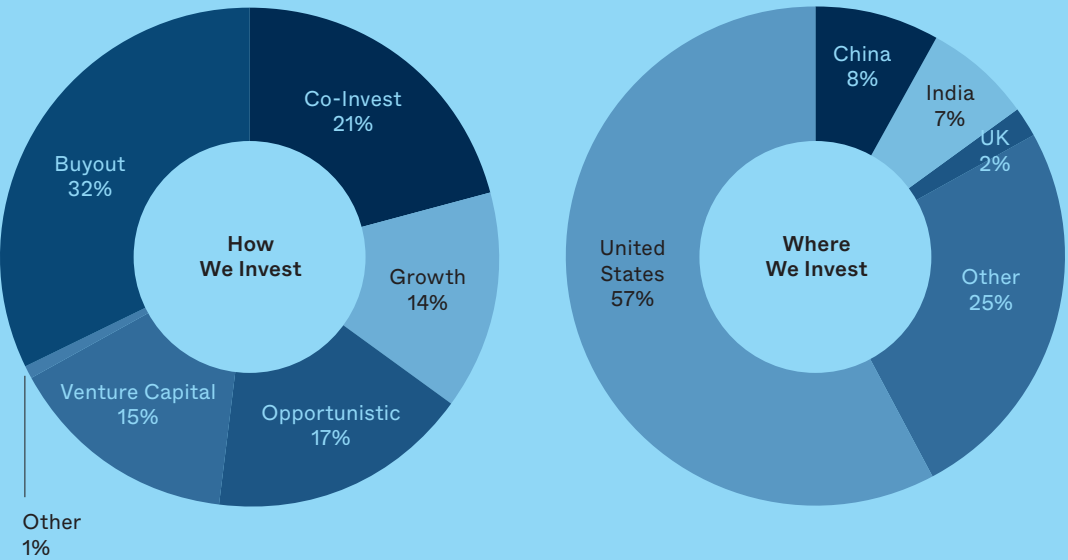 Co-Invest
21%
Growth
14%
Opportunistic
17%
Venture Capital
15%
Other
1%
Buyout
32%
How
We Invest
China
8%
India
7%
UK
2%
Other
25%
United
States
57%
Where
We Invest